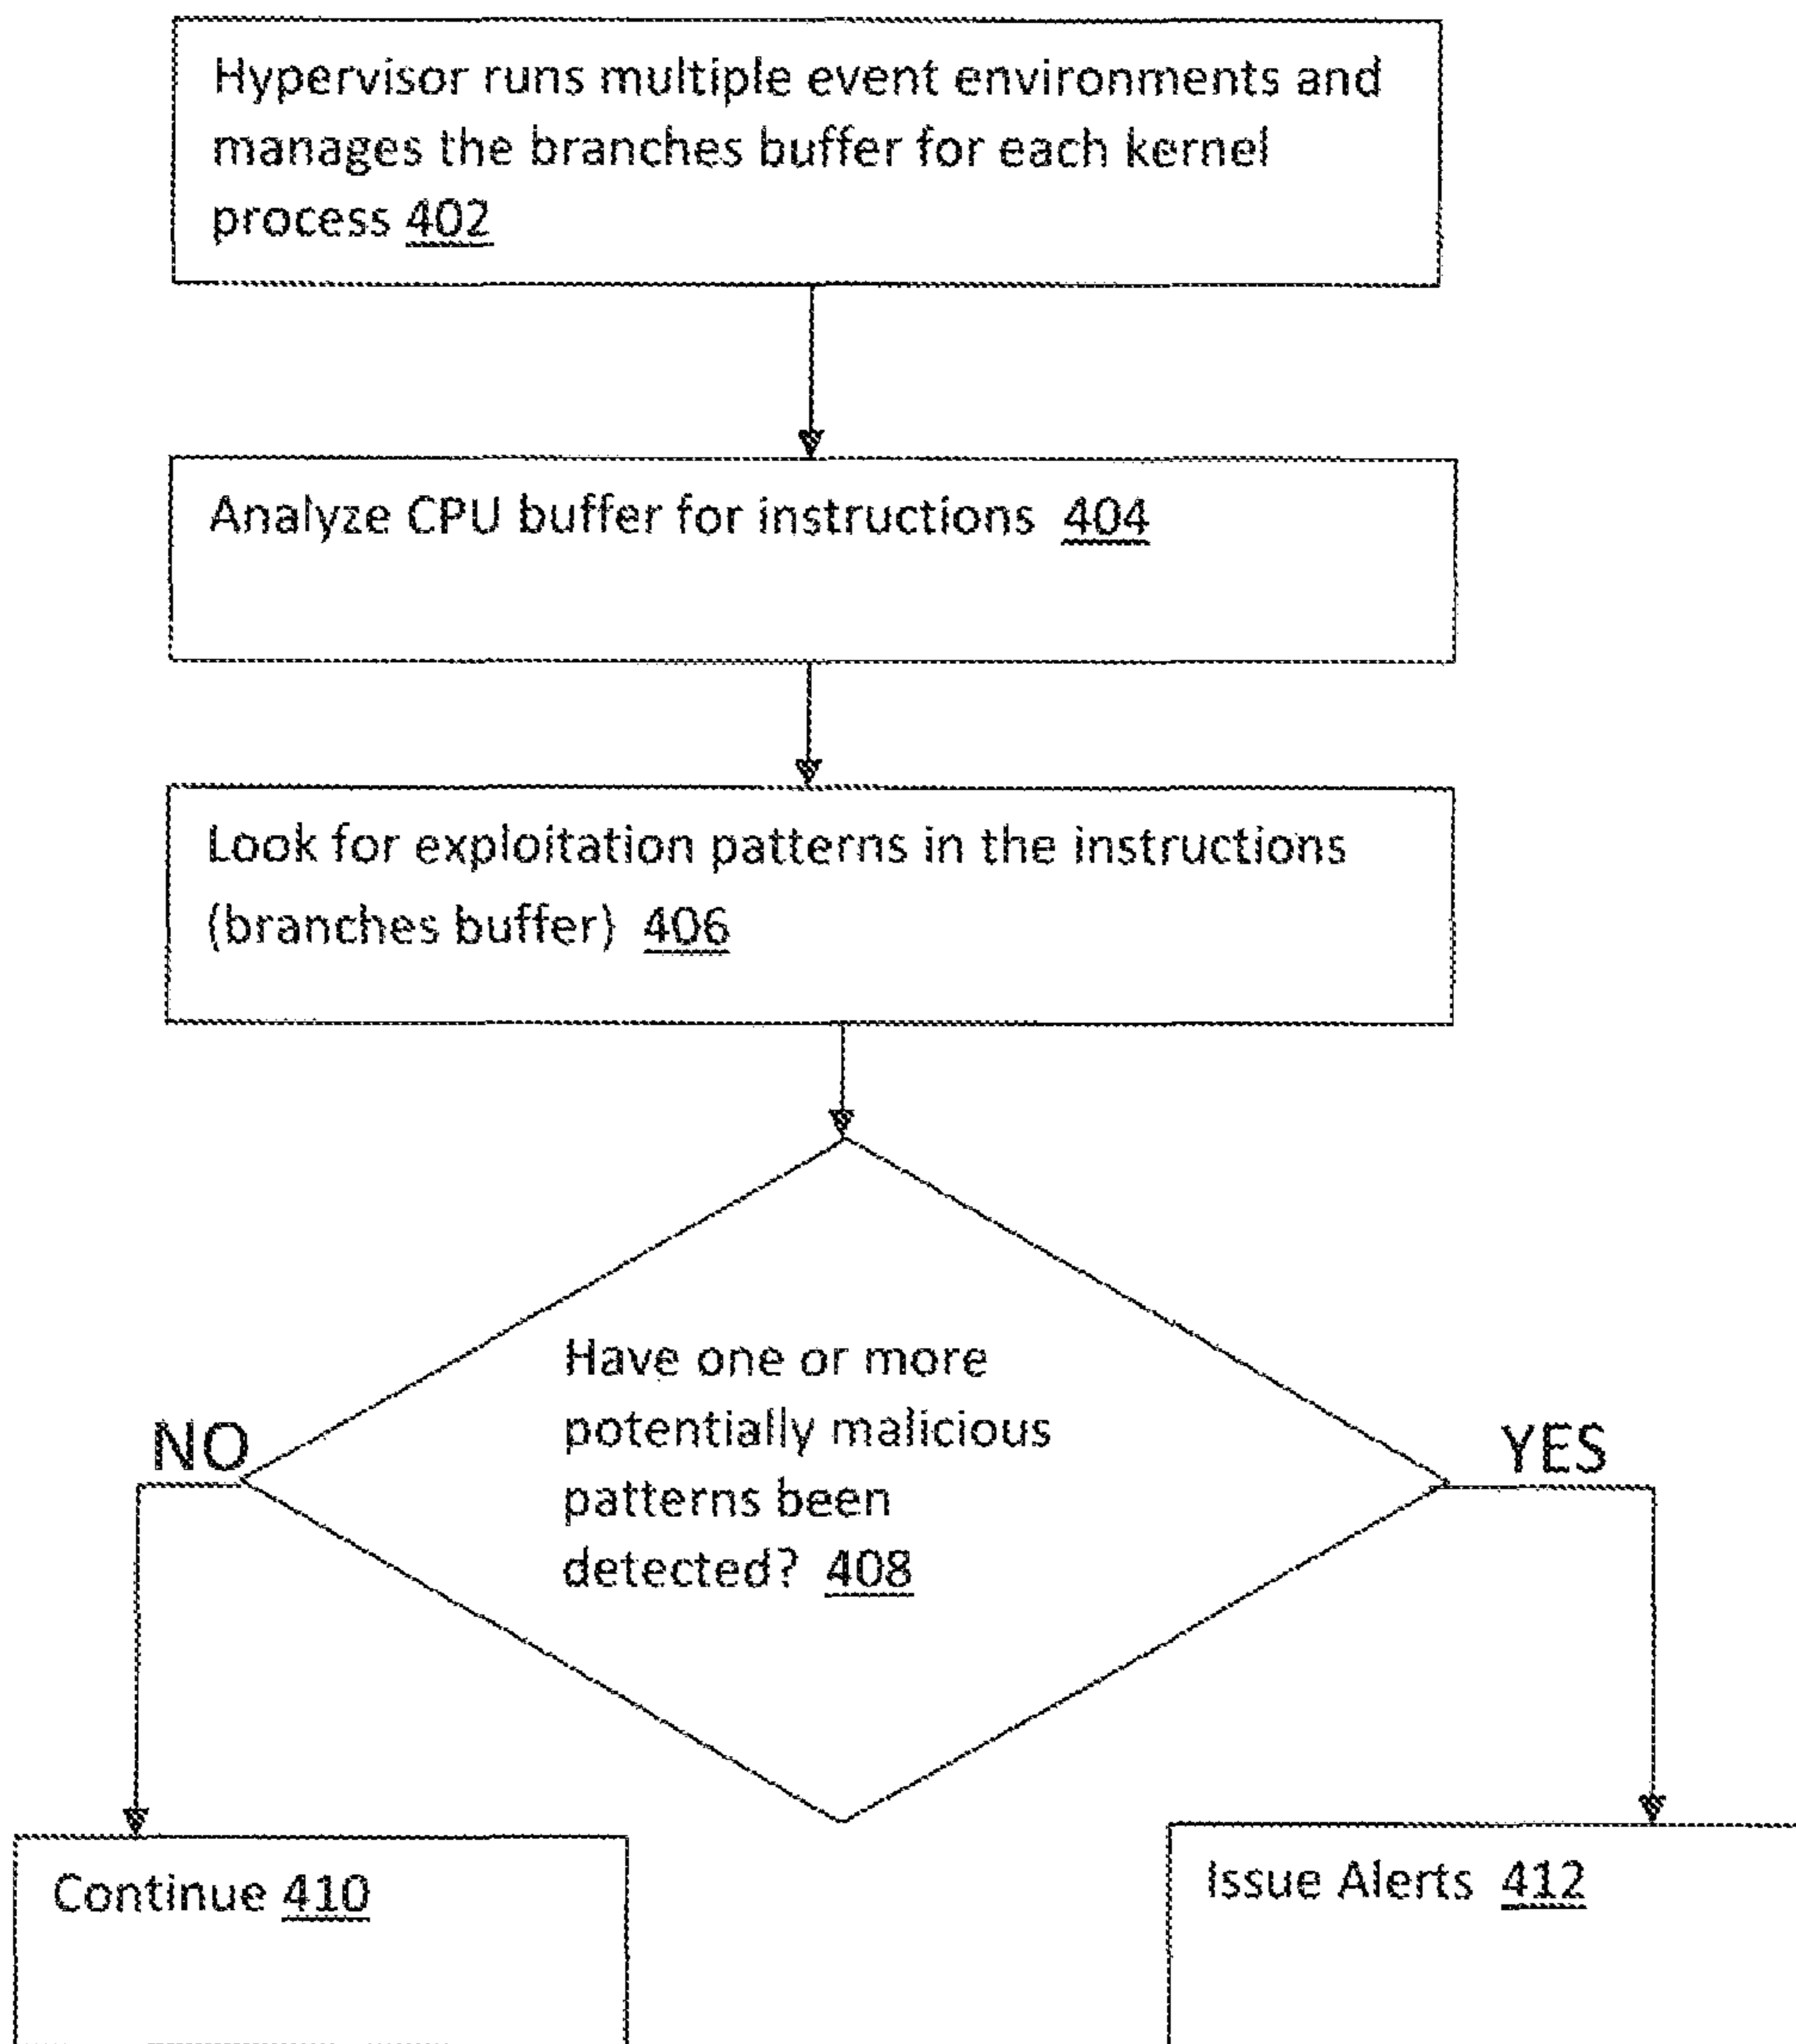 Hypervisor runs multiple event environments and
manages the branches buffer for each kernel
process 402
Analyze CPU buffer for instructions 404
Look for exploitation patterns in the instructions
(branches buffer) 406
Have one or more
potentially malicious
patterns been
detected? 408
NO
YES
Continue 410
Issue Alerts 412